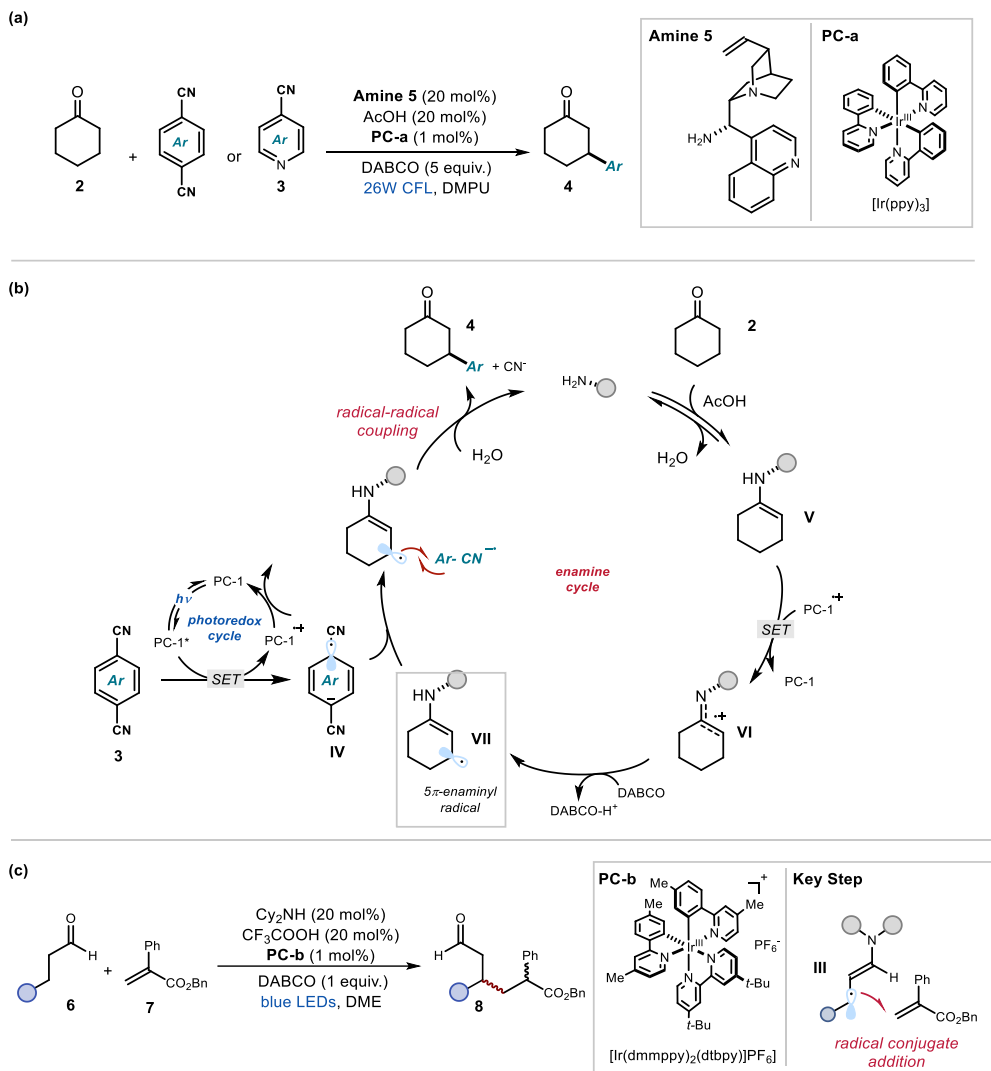 (a)
O
2
+
CN
Ar
CN
or
CN
Ar
N
3
Amine 5 (20 mol%)
AcOH (20 mol%)
PC-a (1 mol%)
DABCO (5 equiv.)
26W CFL, DMPU
O
Ar
4
Amine 5
N
H2N
N
PC-a
IrIII
N
N
N
[Ir(ppy)3]
(b)
O
4
Ar + CN-
O
2
H2N
AcOH
H2O
radical-radical
coupling
H2O
HN
V
HN
Ar- CN
enamine
cycle
PC-1
SET
PC-1
PC-1
hν
photoredox
cycle
PC-1*
PC-1
SET
CN
Ar
CN
3
CN
Ar
CN
IV
HN
VII
5π-enaminyl
radical
N
VI
DABCO
DABCO-H+
(c)
O
H
6
+
Ph
CO2Bn
7
Cy2NH (20 mol%)
CF3COOH (20 mol%)
PC-b (1 mol%)
DABCO (1 equiv.)
blue LEDs, DME
O
H
Ph
CO2Bn
8
PC-b
Me
Me
Me
Me
N
IrIII
N
N
N
t-Bu
t-Bu
+
PF6-
[Ir(dmmppy)2(dtbpy)]PF6]
Key Step
III
N
H
Ph
CO2Bn
radical conjugate
addition